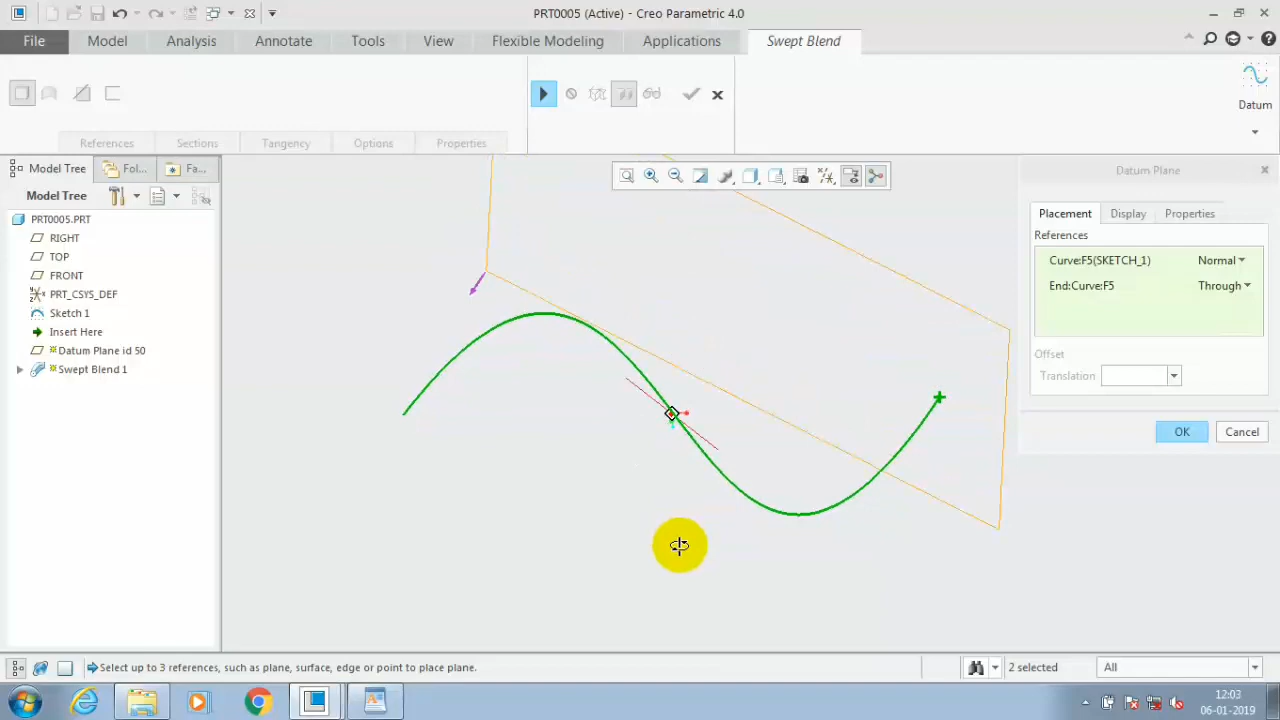 PRT0005 (Active) - Creo Parametric 4.0
File Model Analysis Annotate Tools View Flexible Modeling Applications Swept Blend
Datum
References Sections Tangency Options Properties
Model Tree Fol... Fa...
Model Tree
PRT0005.PRT
RIGHT
TOP
FRONT
PRT_CSYS_DEF
Sketch 1
Insert Here
Datum Plane id 50
Swept Blend 1
Datum Plane
Placement Display Properties
References
Curve:F5(SKETCH_1) Normal
End:Curve:F5 Through
Offset
Translation
OK Cancel
Select up to 3 references, such as plane, surface, edge or point to place plane.
2 selected All
12:03
06-01-2019